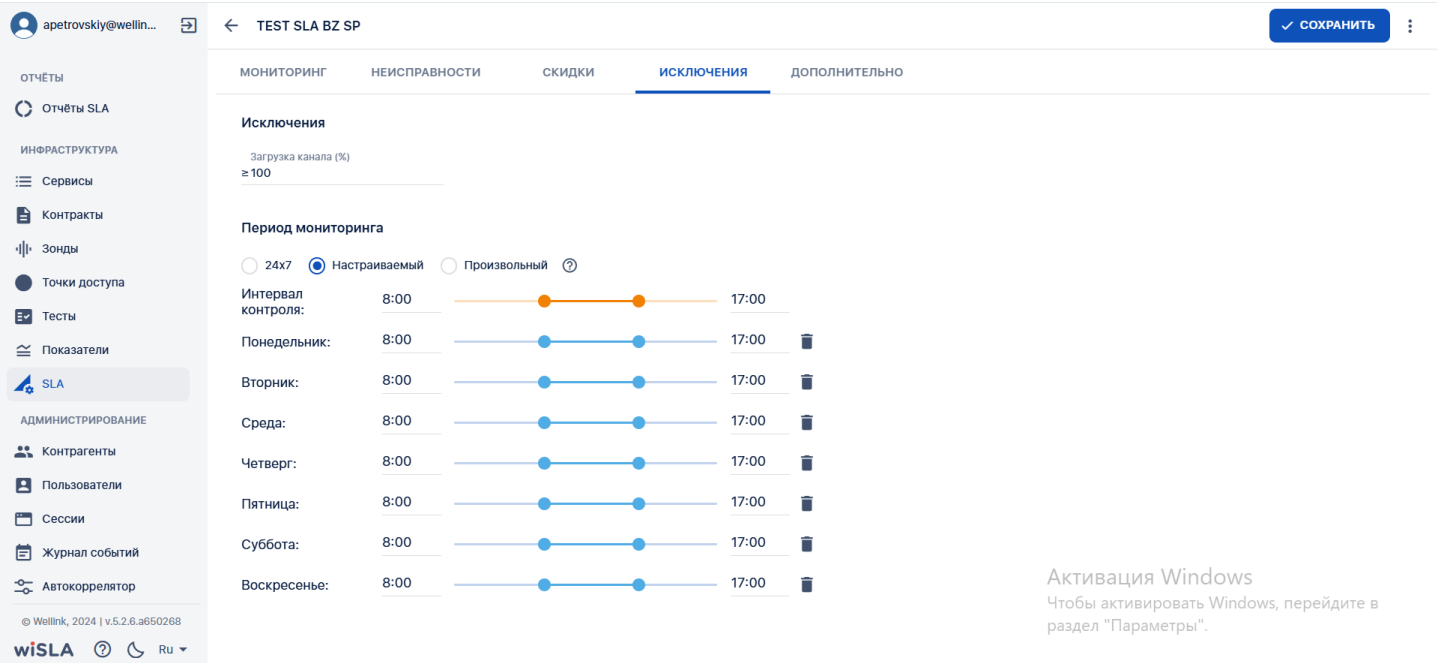 apetrovskiy@wellin...
ОТЧЁТЫ
Отчёты SLA
ИНФРАСТРУКТУРА
Сервисы
Контракты
Зонды
Точки доступа
Тесты
Показатели
SLA
АДМИНИСТРИРОВАНИЕ
Контрагенты
Пользователи
Сессии
Журнал событий
Автокоррелятор
© Wellink, 2024 | v.5.2.6.a650268
wiSLA ? Ru
TEST SLA BZ SP
СОХРАНИТЬ
МОНИТОРИНГ НЕИСПРАВНОСТИ СКИДКИ ИСКЛЮЧЕНИЯ ДОПОЛНИТЕЛЬНО
Исключения
Загрузка канала (%)
≥ 100
Период мониторинга
24x7 Настраиваемый Произвольный ?
Интервал
контроля: 8:00 17:00
Понедельник: 8:00 17:00
Вторник: 8:00 17:00
Среда: 8:00 17:00
Четверг: 8:00 17:00
Пятница: 8:00 17:00
Суббота: 8:00 17:00
Воскресенье: 8:00 17:00
Активация Windows
Чтобы активировать Windows, перейдите в
раздел "Параметры".